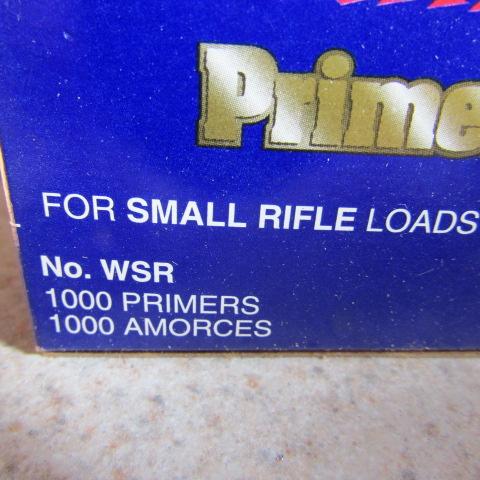 Prime
FOR SMALL RIFLE LOADS
No. WSR
1000 PRIMERS
1000 AMORCES